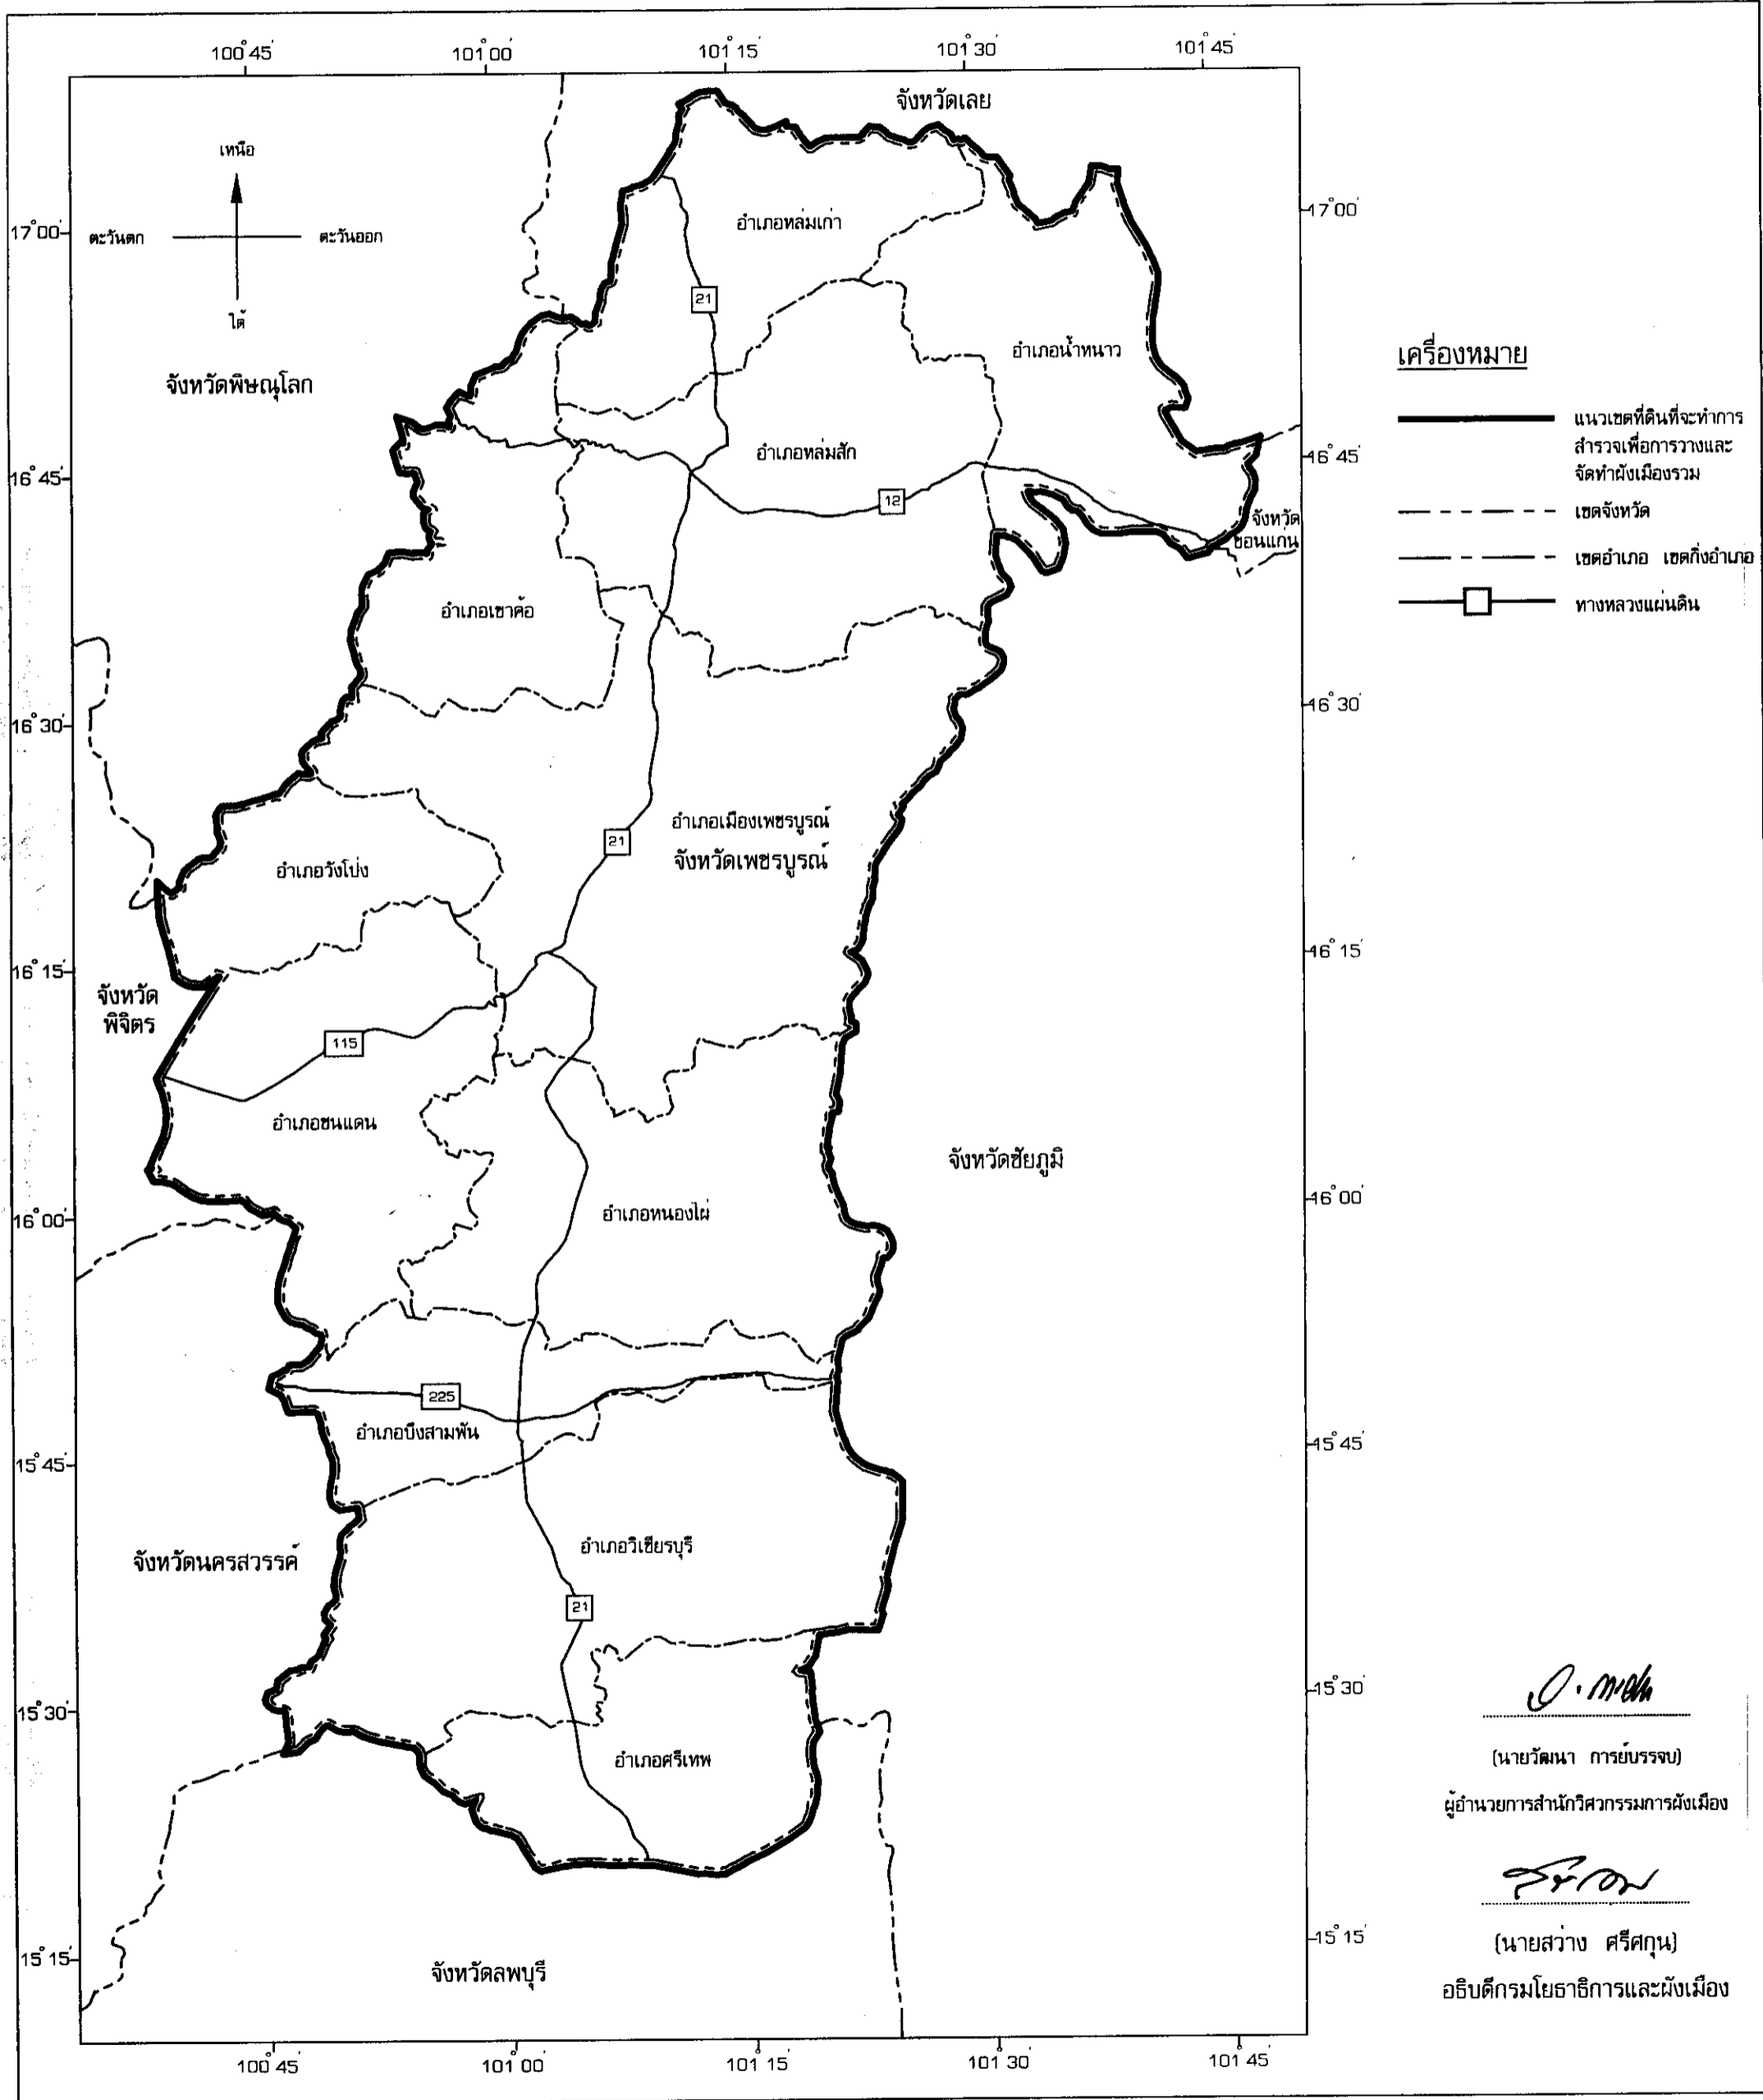 100°45'
101°00'
101°15'
101°30'
101°45'
จังหวัดเลย
เหนือ
ตะวันตก
ตะวันออก
ใต้
17°00'
17°00'
อำเภอหล่มเก่า
21
อำเภอน้ำหนาว
จังหวัดพิษณุโลก
เครื่องหมาย
แนวเขตที่ดินที่จะทำการ
สำรวจเพื่อการวางและ
จัดทำผังเมืองรวม
เขตจังหวัด
เขตอำเภอ เขตกิ่งอำเภอ
ทางหลวงแผ่นดิน
อำเภอหล่มสัก
16°45'
16°45'
12
จังหวัด
ขอนแก่น
อำเภอเขาค้อ
16°30'
16°30'
อำเภอเมืองเพชรบูรณ์
จังหวัดเพชรบูรณ์
21
อำเภอวังโป่ง
16°15'
16°15'
จังหวัด
พิจิตร
115
อำเภอชนแดน
จังหวัดชัยภูมิ
16°00'
16°00'
อำเภอหนองไผ่
225
อำเภอบึงสามพัน
15°45'
15°45'
อำเภอวิเชียรบุรี
จังหวัดนครสวรรค์
21
15°30'
15°30'
อำเภอศรีเทพ
(นายวัฒนา การย์บรรจบ)
ผู้อำนวยการสำนักวิศวกรรมการผังเมือง
(นายสว่าง ศรีศกุน)
อธิบดีกรมโยธาธิการและผังเมือง
15°15'
15°15'
จังหวัดลพบุรี
100°45'
101°00'
101°15'
101°30'
101°45'